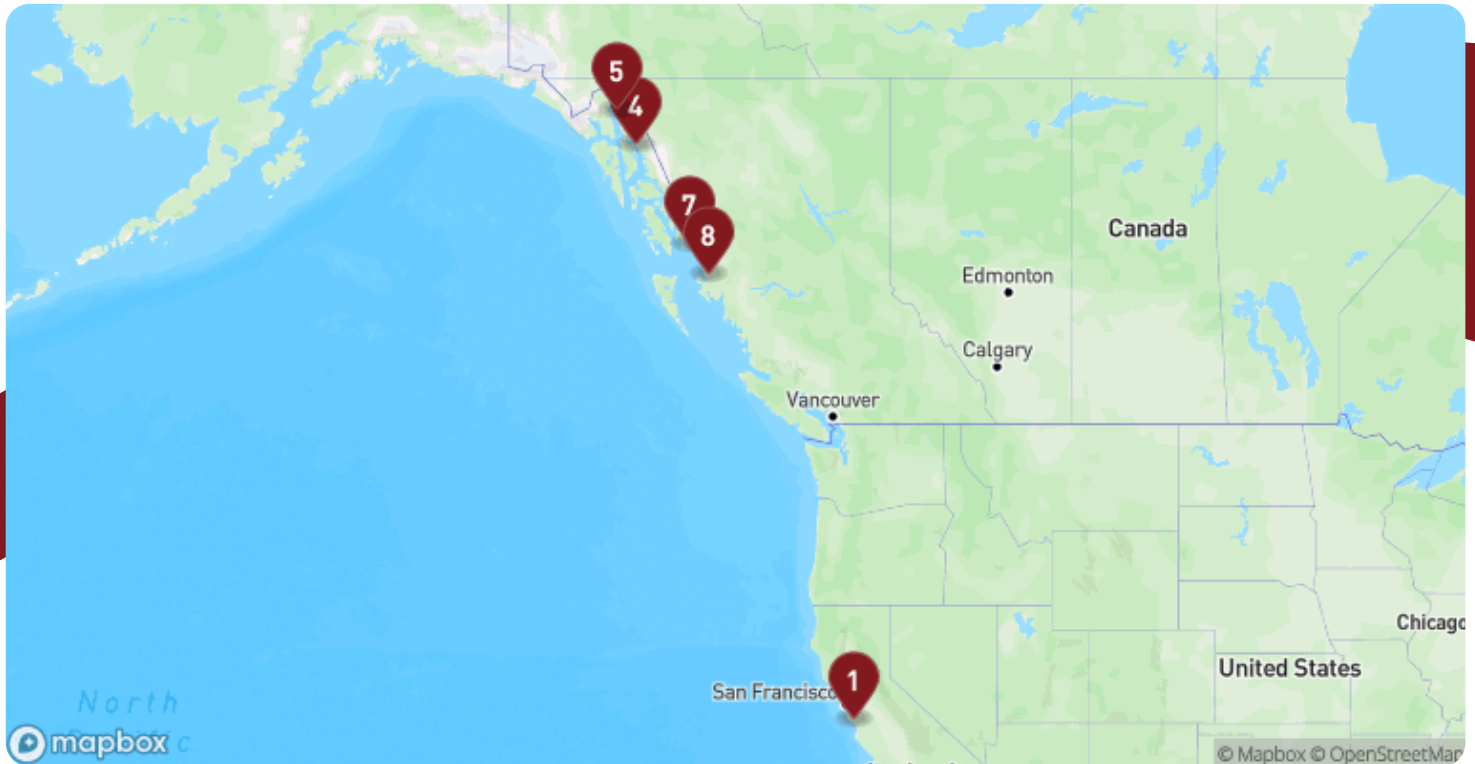 5
4
7
8
Canada
Edmonton
Calgary
Vancouver
Chicago
United States
1
San Francisco
North
mapbox
© Mapbox © OpenStreetMap